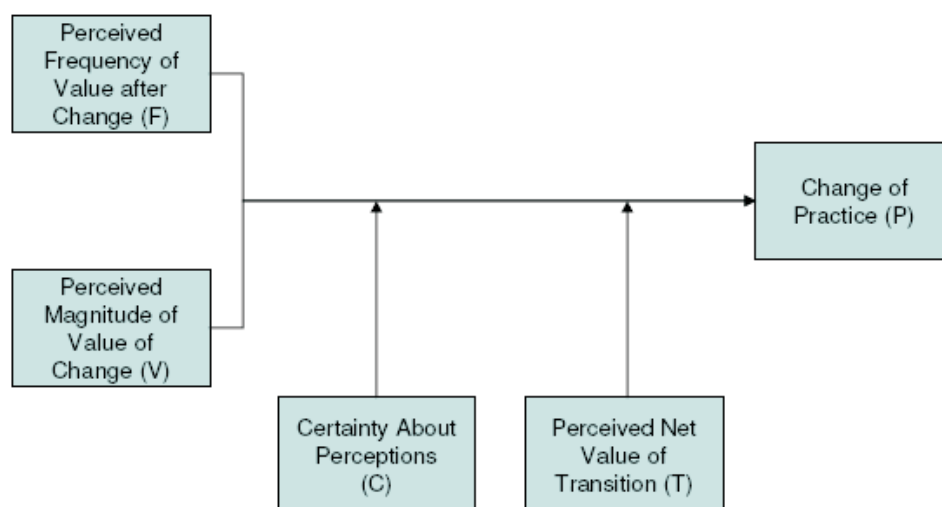 Perceived
Frequency of
Value after
Change (F)
Perceived
Magnitude of
Value of
Change (V)
Certainty About
Perceptions
(C)
Perceived Net
Value of
Transition (T)
Change of
Practice (P)